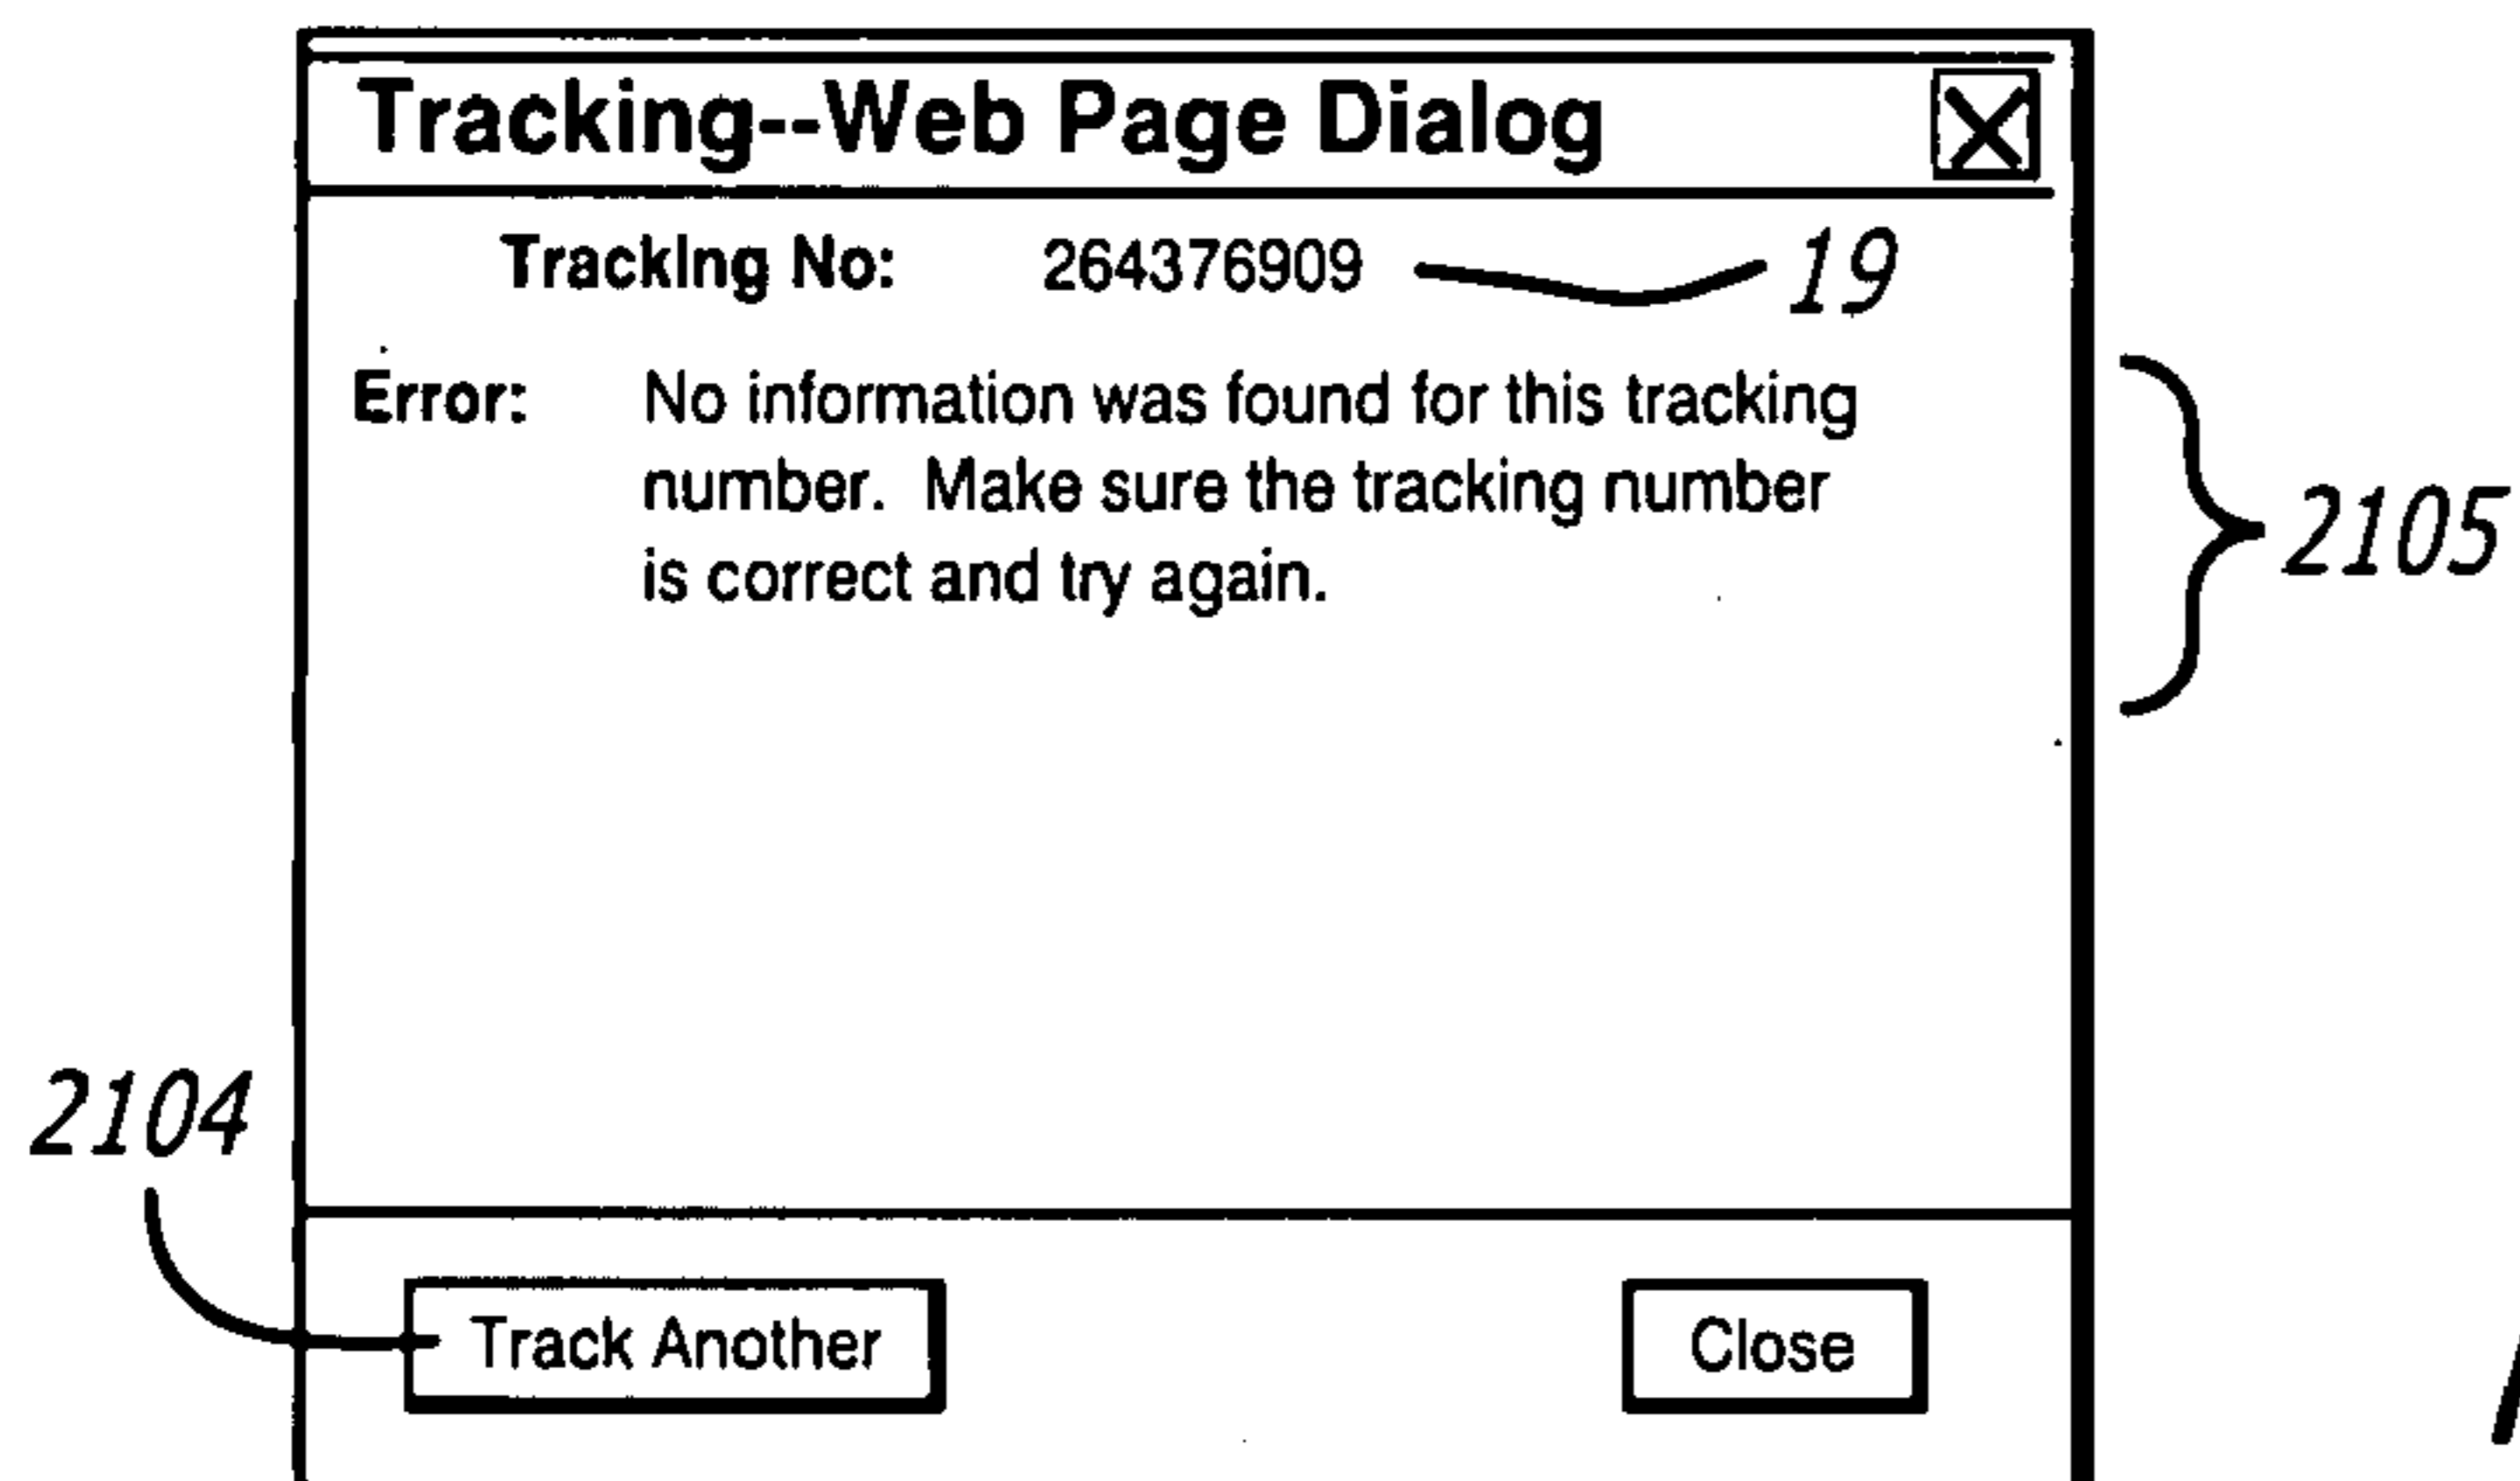 Tracking--Web Page Dialog
Tracking No: 264376909 19
Error: No information was found for this tracking
number. Make sure the tracking number
is correct and try again.
2105
2104
Track Another Close